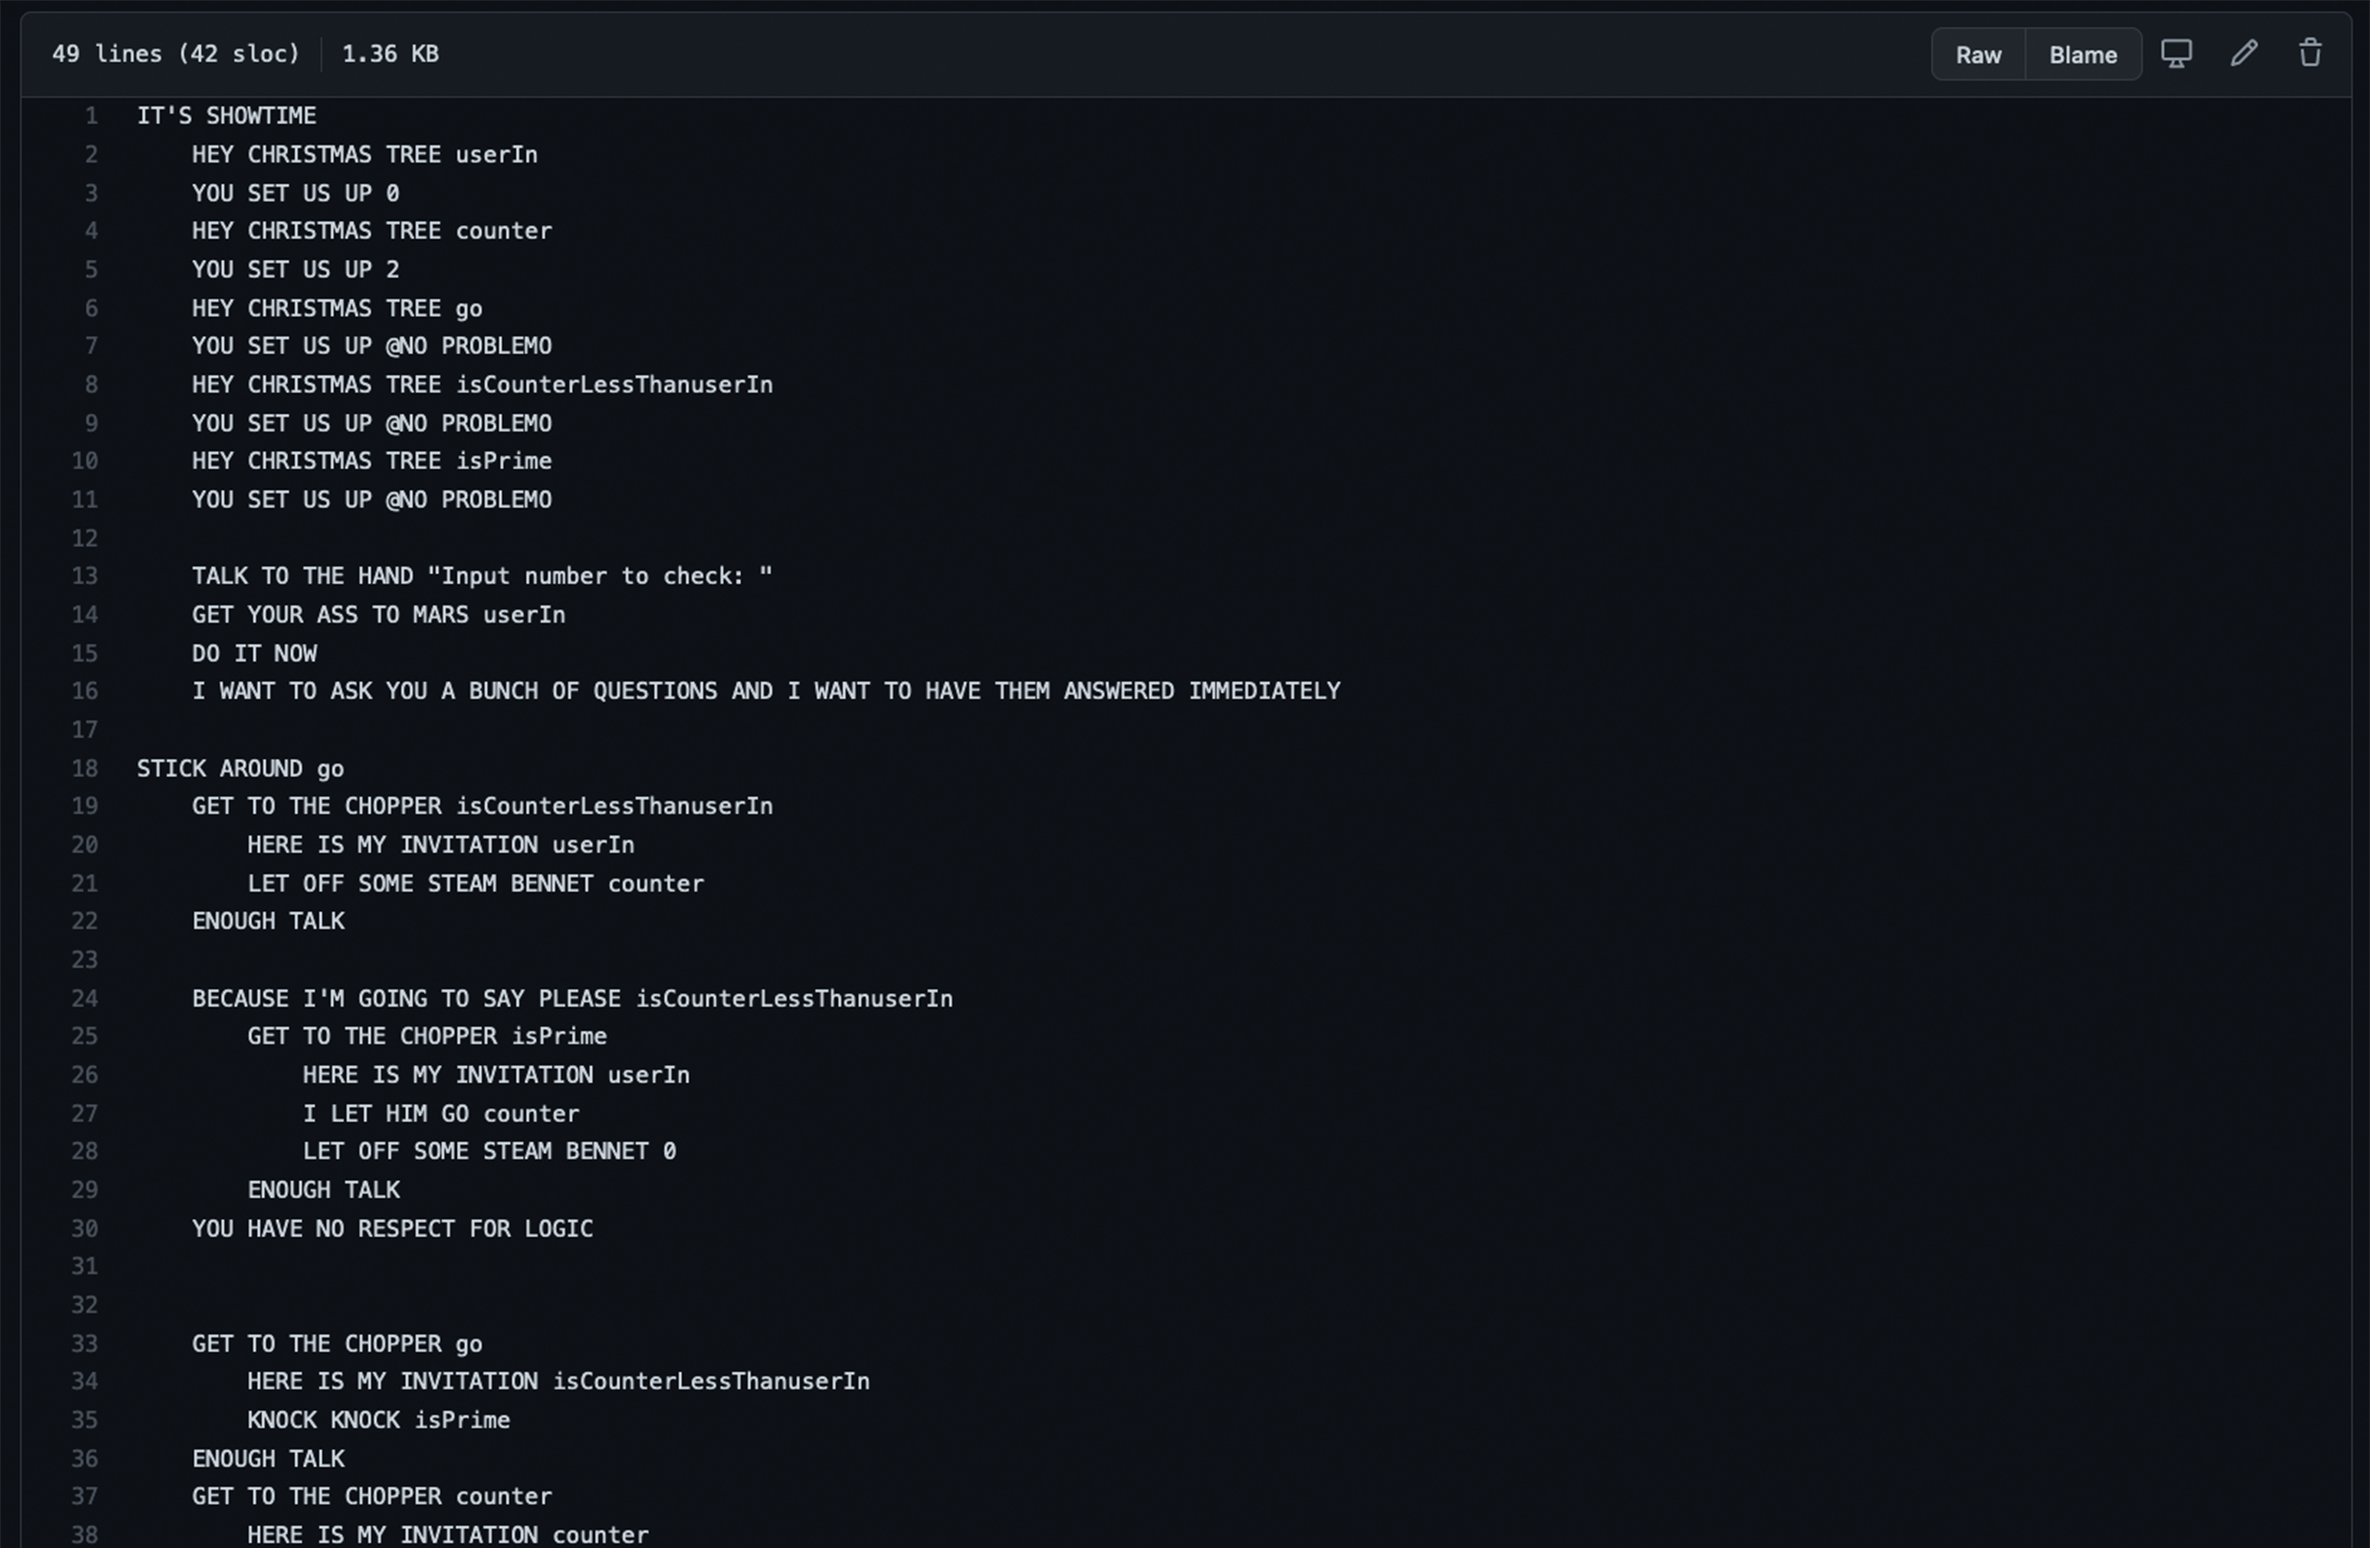 49 lines (42 sloc) 1.36 KB Raw Blame
1 IT'S SHOWTIME
2 HEY CHRISTMAS TREE userIn
3 YOU SET US UP 0
4 HEY CHRISTMAS TREE counter
5 YOU SET US UP 2
6 HEY CHRISTMAS TREE go
7 YOU SET US UP @NO PROBLEMO
8 HEY CHRISTMAS TREE isCounterLessThanuserIn
9 YOU SET US UP @NO PROBLEMO
10 HEY CHRISTMAS TREE isPrime
11 YOU SET US UP @NO PROBLEMO
12
13 TALK TO THE HAND "Input number to check: "
14 GET YOUR ASS TO MARS userIn
15 DO IT NOW
16 I WANT TO ASK YOU A BUNCH OF QUESTIONS AND I WANT TO HAVE THEM ANSWERED IMMEDIATELY
17
18 STICK AROUND go
19 GET TO THE CHOPPER isCounterLessThanuserIn
20 HERE IS MY INVITATION userIn
21 LET OFF SOME STEAM BENNET counter
22 ENOUGH TALK
23
24 BECAUSE I'M GOING TO SAY PLEASE isCounterLessThanuserIn
25 GET TO THE CHOPPER isPrime
26 HERE IS MY INVITATION userIn
27 I LET HIM GO counter
28 LET OFF SOME STEAM BENNET 0
29 ENOUGH TALK
30 YOU HAVE NO RESPECT FOR LOGIC
31
32
33 GET TO THE CHOPPER go
34 HERE IS MY INVITATION isCounterLessThanuserIn
35 KNOCK KNOCK isPrime
36 ENOUGH TALK
37 GET TO THE CHOPPER counter
38 HERE IS MY INVITATION counter